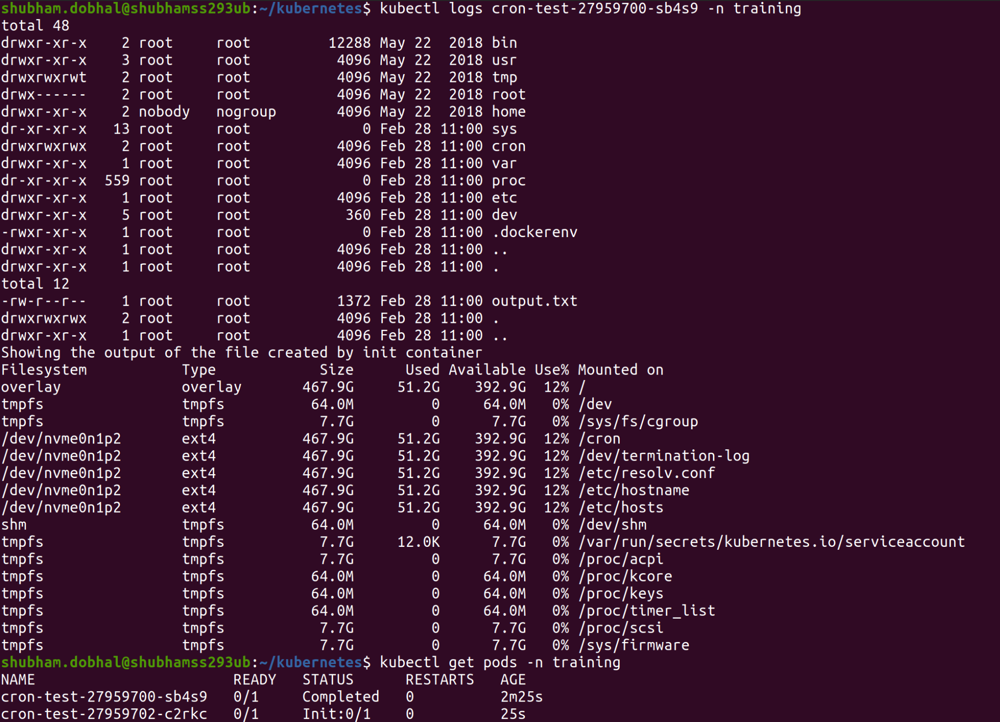 shubham.dobhal@shubhamss293ub:~/kubernetes$ kubectl logs cron-test-27959700-sb4s9 -n training
total 48
drwxr-xr-x    2 root     root         12288 May 22  2018 bin
drwxr-xr-x    3 root     root          4096 May 22  2018 usr
drwxrwxrwt    2 root     root          4096 May 22  2018 tmp
drwx------    2 root     root          4096 May 22  2018 root
drwxr-xr-x    2 nobody   nogroup       4096 May 22  2018 home
dr-xr-xr-x   13 root     root             0 Feb 28 11:00 sys
drwxrwxrwx    2 root     root          4096 Feb 28 11:00 cron
drwxr-xr-x    1 root     root          4096 Feb 28 11:00 var
dr-xr-xr-x  559 root     root             0 Feb 28 11:00 proc
drwxr-xr-x    1 root     root          4096 Feb 28 11:00 etc
drwxr-xr-x    5 root     root           360 Feb 28 11:00 dev
-rwxr-xr-x    1 root     root             0 Feb 28 11:00 .dockerenv
drwxr-xr-x    1 root     root          4096 Feb 28 11:00 ..
drwxr-xr-x    1 root     root          4096 Feb 28 11:00 .
total 12
-rw-r--r--    1 root     root          1372 Feb 28 11:00 output.txt
drwxrwxrwx    2 root     root          4096 Feb 28 11:00 .
drwxr-xr-x    1 root     root          4096 Feb 28 11:00 ..
Showing the output of the file created by init container
Filesystem           Type            Size      Used Available Use% Mounted on
overlay              overlay       467.9G     51.2G    392.9G  12% /
tmpfs                tmpfs          64.0M         0     64.0M   0% /dev
tmpfs                tmpfs           7.7G         0      7.7G   0% /sys/fs/cgroup
/dev/nvme0n1p2       ext4          467.9G     51.2G    392.9G  12% /cron
/dev/nvme0n1p2       ext4          467.9G     51.2G    392.9G  12% /dev/termination-log
/dev/nvme0n1p2       ext4          467.9G     51.2G    392.9G  12% /etc/resolv.conf
/dev/nvme0n1p2       ext4          467.9G     51.2G    392.9G  12% /etc/hostname
/dev/nvme0n1p2       ext4          467.9G     51.2G    392.9G  12% /etc/hosts
shm                  tmpfs          64.0M         0     64.0M   0% /dev/shm
tmpfs                tmpfs           7.7G     12.0K      7.7G   0% /var/run/secrets/kubernetes.io/serviceaccount
tmpfs                tmpfs           7.7G         0      7.7G   0% /proc/acpi
tmpfs                tmpfs          64.0M         0     64.0M   0% /proc/kcore
tmpfs                tmpfs          64.0M         0     64.0M   0% /proc/keys
tmpfs                tmpfs          64.0M         0     64.0M   0% /proc/timer_list
tmpfs                tmpfs           7.7G         0      7.7G   0% /proc/scsi
tmpfs                tmpfs           7.7G         0      7.7G   0% /sys/firmware
shubham.dobhal@shubhamss293ub:~/kubernetes$ kubectl get pods -n training
NAME                       READY   STATUS      RESTARTS   AGE
cron-test-27959700-sb4s9   0/1     Completed   0          2m25s
cron-test-27959702-c2rkc   0/1     Init:0/1    0          25s